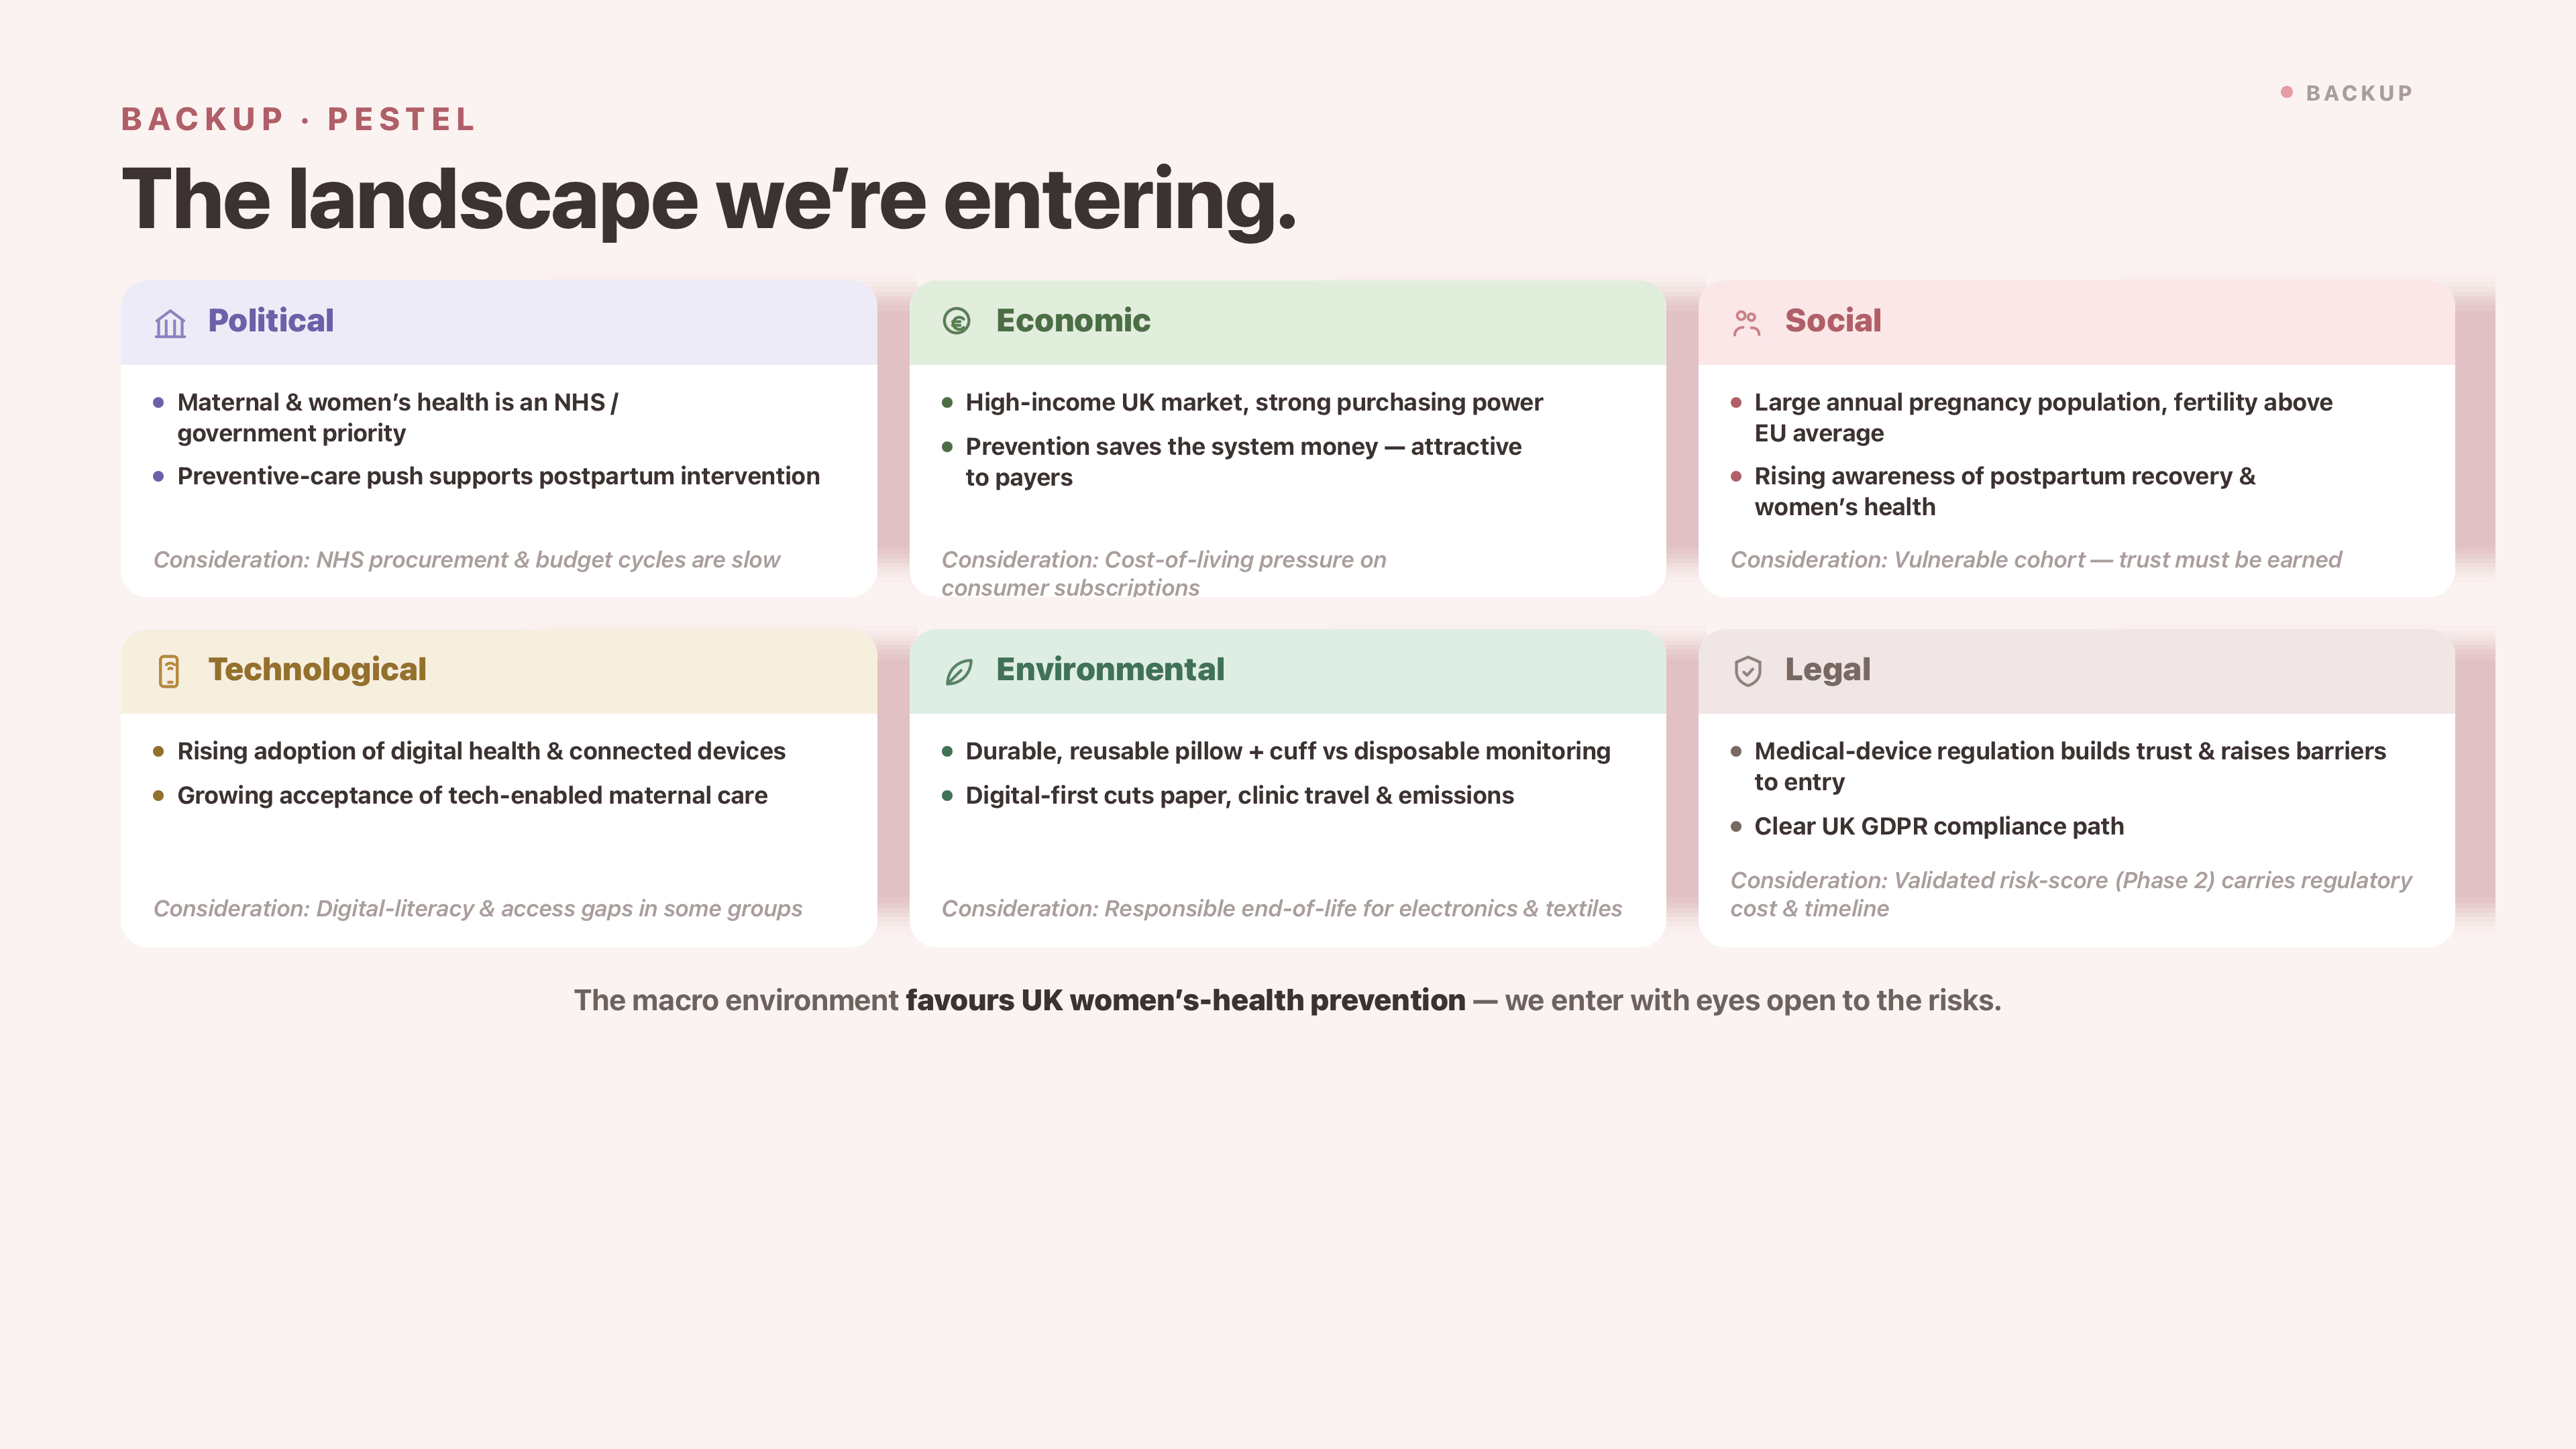 BACKUP · PESTEL
BACKUP
The landscape we’re entering.
Political
Maternal & women’s health is an NHS /
government priority
Preventive-care push supports postpartum intervention
Consideration: NHS procurement & budget cycles are slow
Economic
High-income UK market, strong purchasing power
Prevention saves the system money — attractive
to payers
Consideration: Cost-of-living pressure on
consumer subscriptions
Social
Large annual pregnancy population, fertility above
EU average
Rising awareness of postpartum recovery &
women’s health
Consideration: Vulnerable cohort — trust must be earned
Technological
Rising adoption of digital health & connected devices
Growing acceptance of tech-enabled maternal care
Consideration: Digital-literacy & access gaps in some groups
Environmental
Durable, reusable pillow + cuff vs disposable monitoring
Digital-first cuts paper, clinic travel & emissions
Consideration: Responsible end-of-life for electronics & textiles
Legal
Medical-device regulation builds trust & raises barriers
to entry
Clear UK GDPR compliance path
Consideration: Validated risk-score (Phase 2) carries regulatory
cost & timeline
The macro environment favours UK women’s-health prevention — we enter with eyes open to the risks.